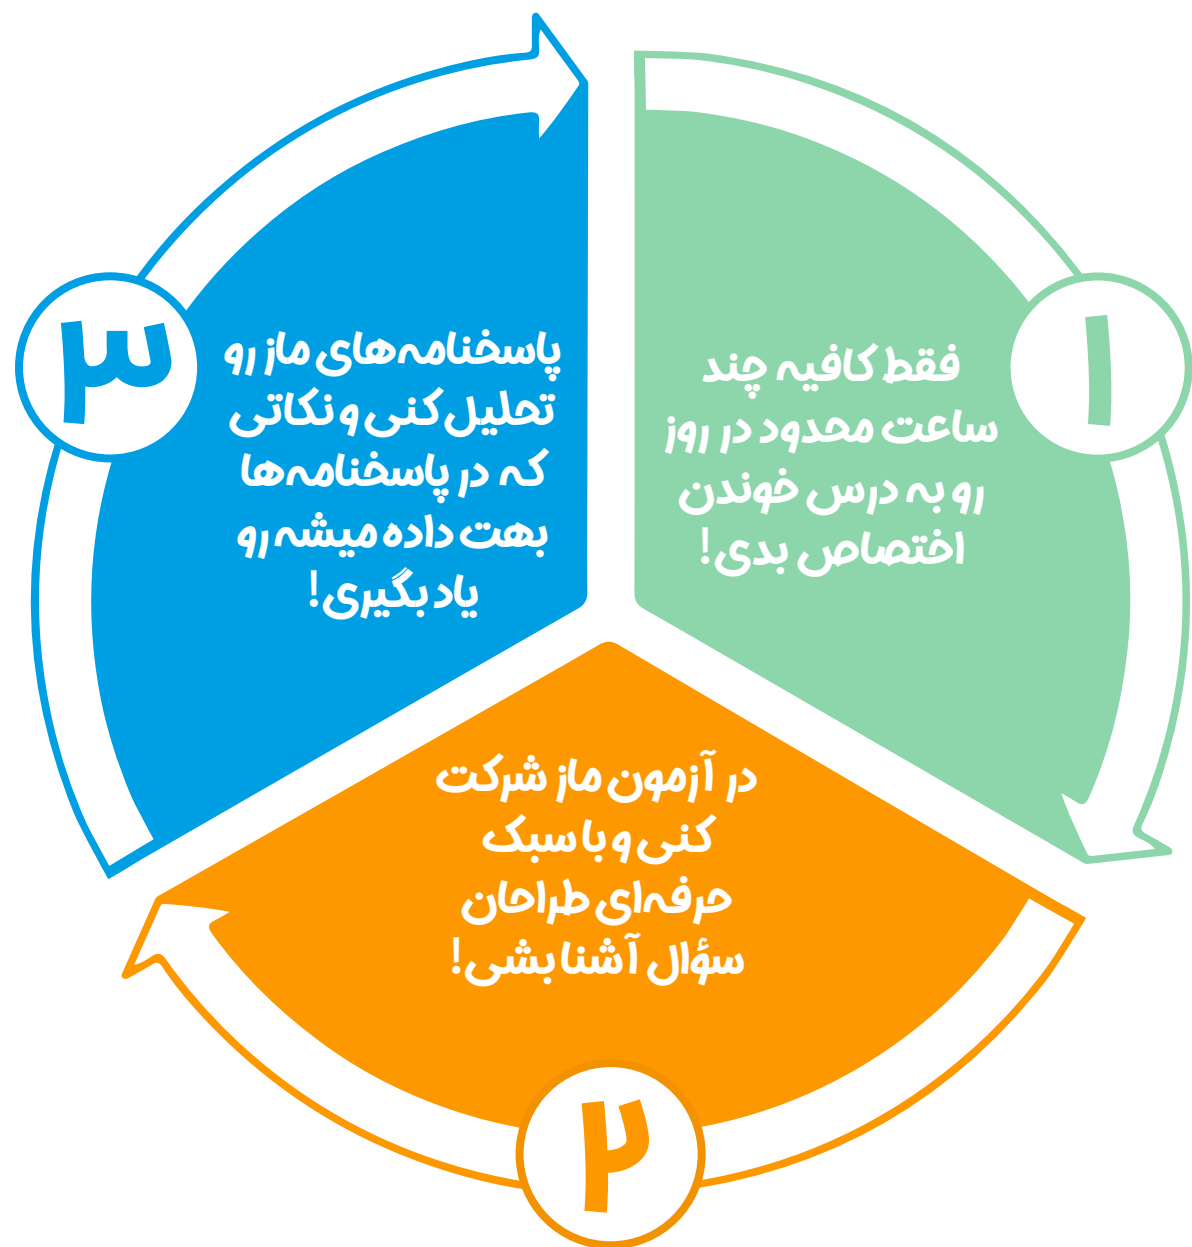 ۱
فقط کافیه چند
ساعت محدود در روز
رو به درس خوندن
اختصاص بدی!
۲
در آزمون ماز شرکت
کنی و با سبک
حرفه‌ای طراحان
سؤال آشنا بشی!
۳
پاسخنامه‌های ماز رو
تحلیل کنی و نکاتی
که در پاسخنامه‌ها
بهت داده میشه رو
یاد بگیری!